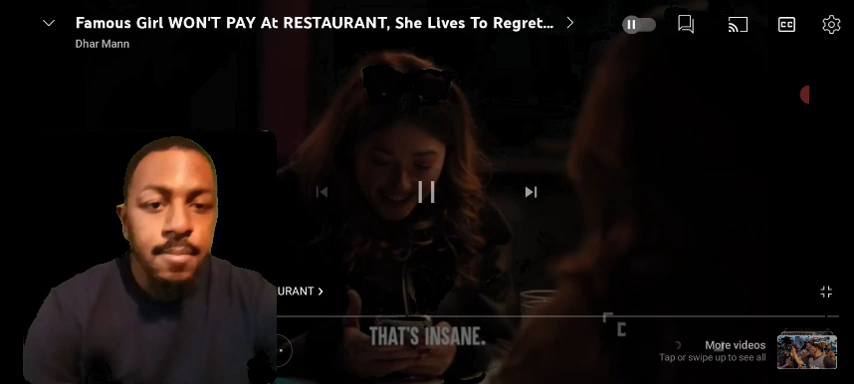 Famous Girl WON'T PAY At RESTAURANT, She Lives To Regret...
Dhar Mann
CC
URANT
THAT'S INSANE.
More videos
Tap or swipe up to see all